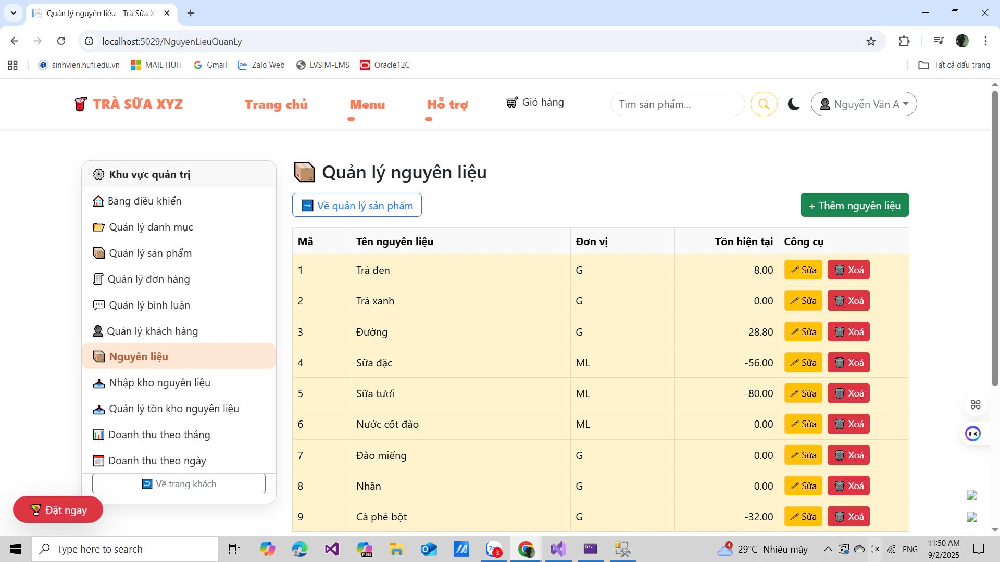 Quản lý nguyên liệu - Trà Sữa X
localhost:5029/NguyenLieuQuanLy
sinhvien.hufi.edu.vn MAIL HUFI Gmail Zalo Web LVSIM-EMS Oracle12C Tất cả dấu trang
TRÀ SỮA XYZ Trang chủ Menu Hỗ trợ Giỏ hàng Tìm sản phẩm... Nguyễn Văn A
Khu vực quản trị
Bảng điều khiển
Quản lý danh mục
Quản lý sản phẩm
Quản lý đơn hàng
Quản lý bình luận
Quản lý khách hàng
Nguyên liệu
Nhập kho nguyên liệu
Quản lý tồn kho nguyên liệu
Doanh thu theo tháng
Doanh thu theo ngày
Về trang khách
Đặt ngay
Quản lý nguyên liệu
Về quản lý sản phẩm + Thêm nguyên liệu
Mã Tên nguyên liệu Đơn vị Tồn hiện tại Công cụ
1 Trà đen G -8.00 Sửa Xoá
2 Trà xanh G 0.00 Sửa Xoá
3 Đường G -28.80 Sửa Xoá
4 Sữa đặc ML -56.00 Sửa Xoá
5 Sữa tươi ML -80.00 Sửa Xoá
6 Nước cốt đào ML 0.00 Sửa Xoá
7 Đào miếng G 0.00 Sửa Xoá
8 Nhãn G 0.00 Sửa Xoá
9 Cà phê bột G -32.00 Sửa Xoá
Type here to search M365 3 4 29°C Nhiều mây ENG 11:50 AM
9/2/2025